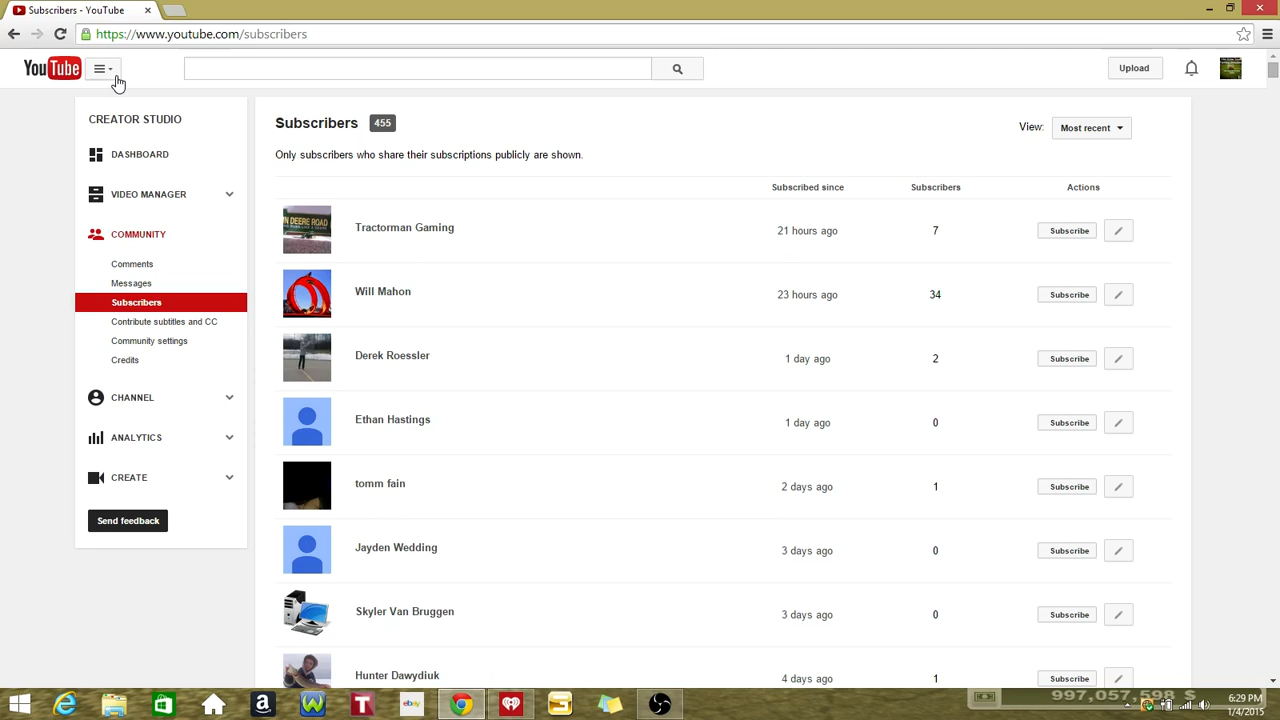 Subscribers - YouTube
https://www.youtube.com/subscribers
YouTube
Upload
CREATOR STUDIO
DASHBOARD
VIDEO MANAGER
COMMUNITY
Comments
Messages
Subscribers
Contribute subtitles and CC
Community settings
Credits
CHANNEL
ANALYTICS
CREATE
Send feedback
Subscribers 455
View: Most recent
Only subscribers who share their subscriptions publicly are shown.
Subscribed since Subscribers Actions
Tractorman Gaming 21 hours ago 7 Subscribe
Will Mahon 23 hours ago 34 Subscribe
Derek Roessler 1 day ago 2 Subscribe
Ethan Hastings 1 day ago 0 Subscribe
tomm fain 2 days ago 1 Subscribe
Jayden Wedding 3 days ago 0 Subscribe
Skyler Van Bruggen 3 days ago 0 Subscribe
Hunter Dawydiuk 4 days ago 1 Subscribe
ebay
997,057,598 $
6:29 PM
1/4/2015